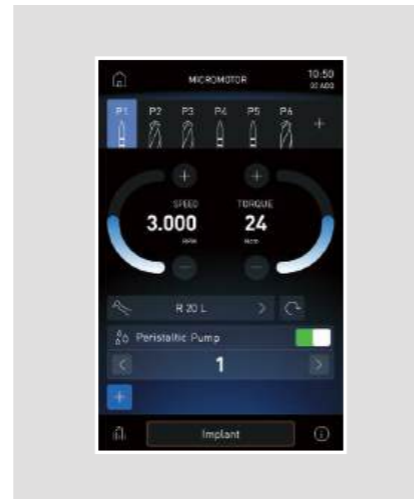 MICROMOTOR
10:50
P1 P2 P3 P4 P5 P6
SPEED TORQUE
3.000 24
RPM Ncm
R 20 L
Peristaltic Pump
1
Implant